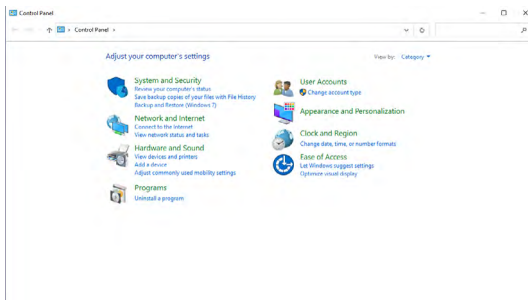 Control Panel
Control Panel
Adjust your computer's settings
View by: Category
System and Security
Review your computer's status
Save backup copies of your files with File History
Backup and Restore (Windows 7)
Network and Internet
Connect to the Internet
View network status and tasks
Hardware and Sound
View devices and printers
Add a device
Adjust commonly used mobility settings
Programs
Uninstall a program
User Accounts
Change account type
Appearance and Personalization
Clock and Region
Change date, time, or number formats
Ease of Access
Let Windows suggest settings
Optimize visual display